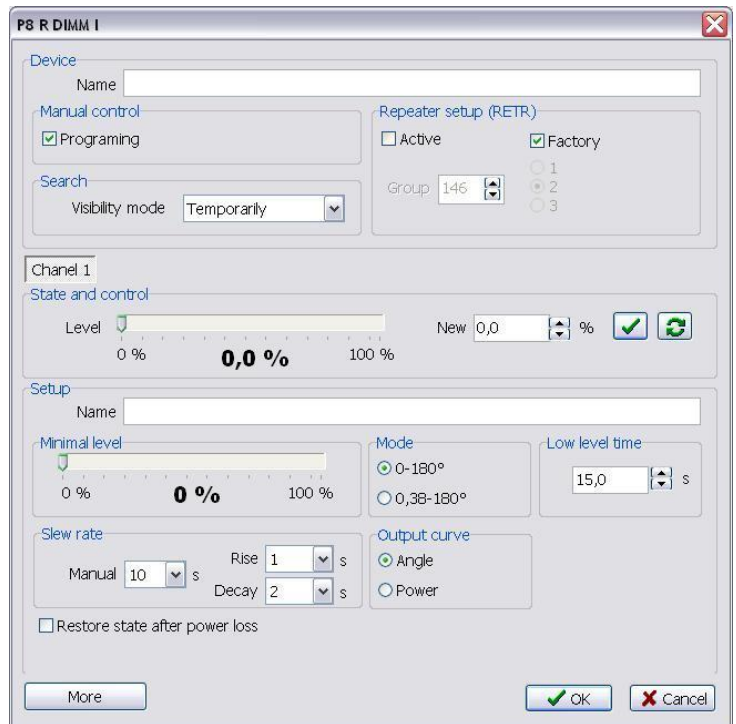 P8 R DIMM I
Device
Name
Manual control
Programing
Repeater setup (RETR)
Active
Factory
Group 146
1
2
3
Search
Visibility mode Temporarily
Chanel 1
State and control
Level
0 %
0,0 %
100 %
New 0,0 %
Setup
Name
Minimal level
0 %
0 %
100 %
Mode
0-180°
0,38-180°
Low level time
15,0 s
Slew rate
Manual 10 s
Rise 1 s
Decay 2 s
Output curve
Angle
Power
Restore state after power loss
More
OK
Cancel